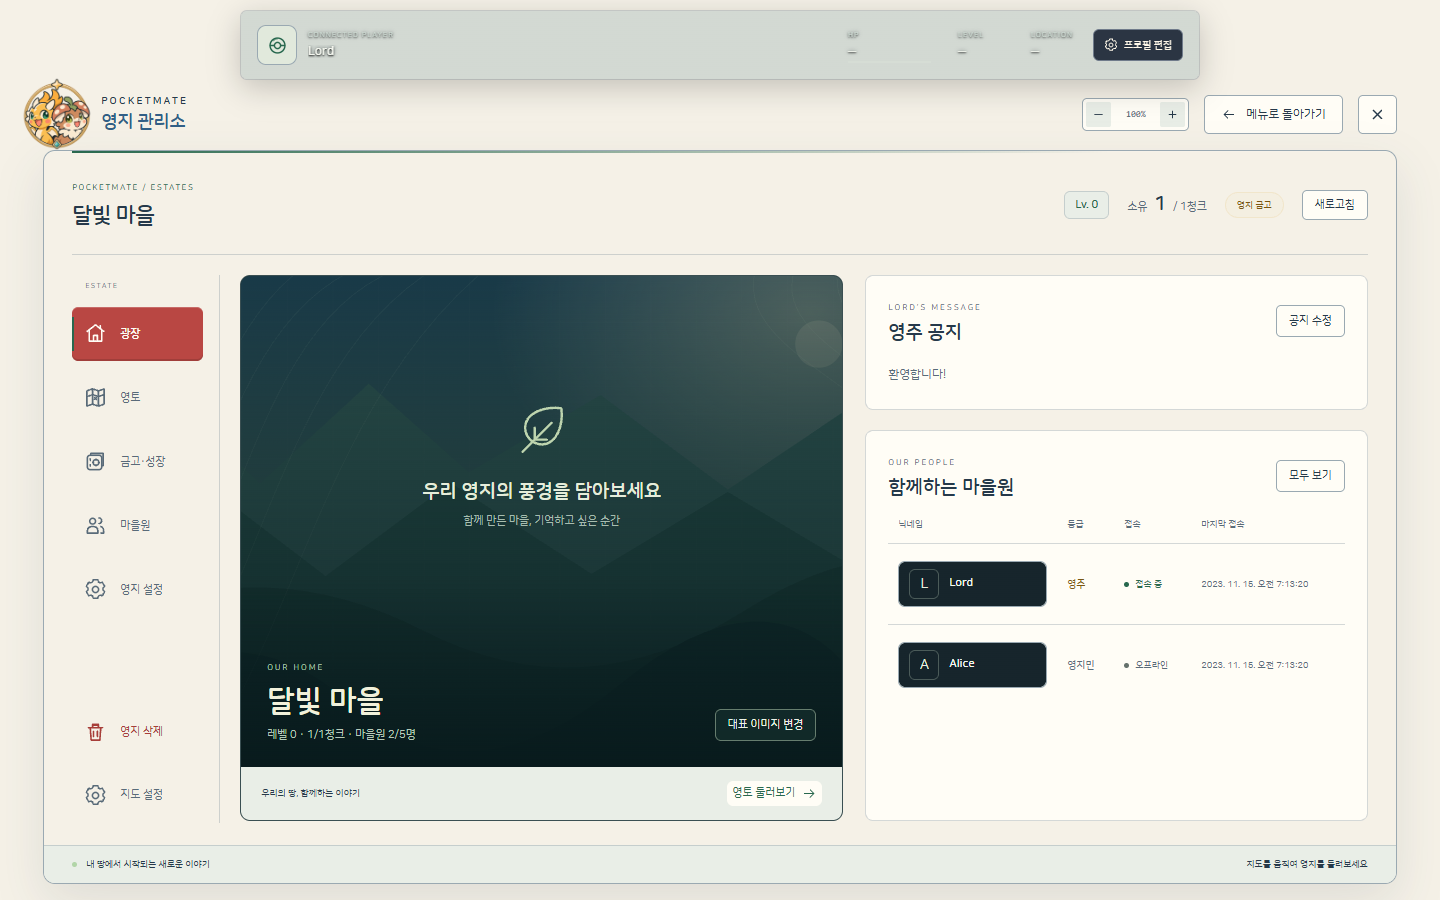 CONNECTED PLAYER
Lord
HP
—
LEVEL
—
LOCATION
—
프로필 편집
POCKETMATE
영지 관리소
100%
메뉴로 돌아가기
POCKETMATE / ESTATES
달빛 마을
Lv. 0
소유 1 / 1청크
영지 금고
새로고침
ESTATE
광장
영토
금고·성장
마을원
영지 설정
영지 삭제
지도 설정
우리 영지의 풍경을 담아보세요
함께 만든 마을, 기억하고 싶은 순간
OUR HOME
달빛 마을
레벨 0 · 1/1청크 · 마을원 2/5명
대표 이미지 변경
우리의 땅, 함께하는 이야기
영토 둘러보기 →
LORD'S MESSAGE
영주 공지
공지 수정
환영합니다!
OUR PEOPLE
함께하는 마을원
모두 보기
닉네임 등급 접속 마지막 접속
L Lord 영주 접속 중 2023. 11. 15. 오전 7:13:20
A Alice 영지민 오프라인 2023. 11. 15. 오전 7:13:20
내 땅에서 시작되는 새로운 이야기
지도를 움직여 영지를 둘러보세요